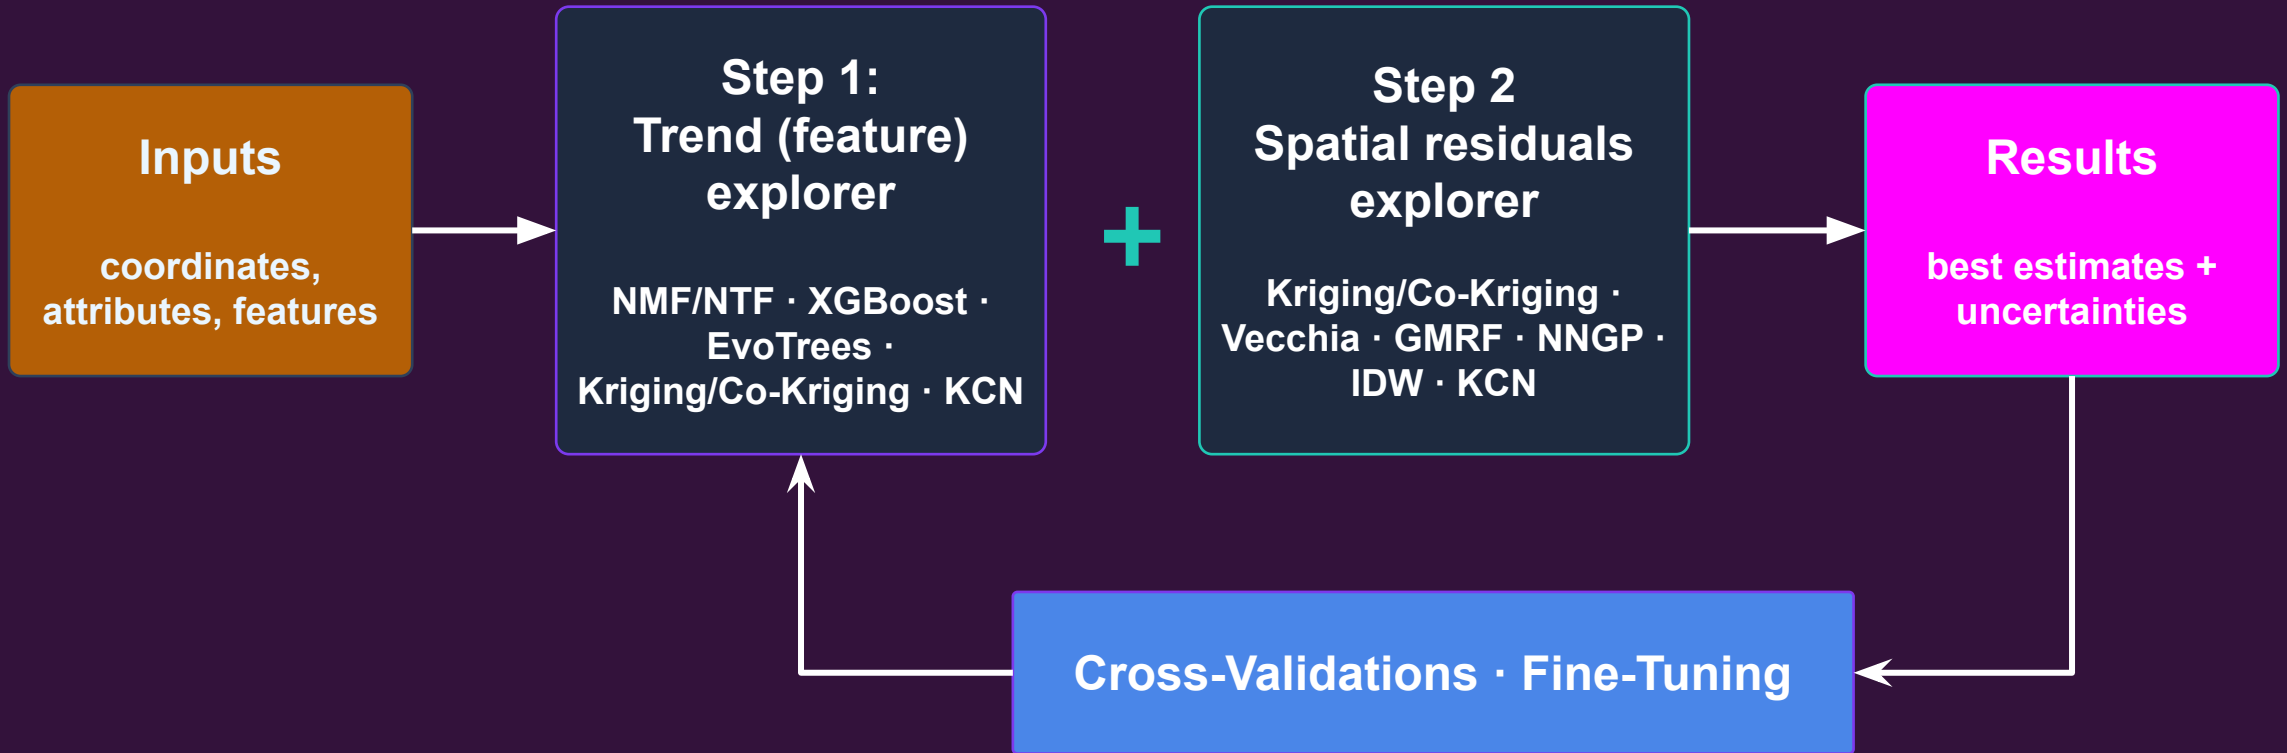 Inputs
coordinates,
attributes, features
Step 1:
Trend (feature)
explorer
NMF/NTF · XGBoost ·
EvoTrees ·
Kriging/Co-Kriging · KCN
+
Step 2
Spatial residuals
explorer
Kriging/Co-Kriging ·
Vecchia · GMRF · NNGP ·
IDW · KCN
Results
best estimates +
uncertainties
Cross-Validations · Fine-Tuning